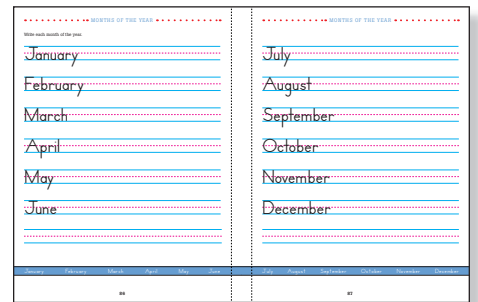 MONTHS OF THE YEAR
Write each month of the year.
January
February
March
April
May
June
January February March April May June
66
MONTHS OF THE YEAR
July
August
September
October
November
December
July August September October November December
67